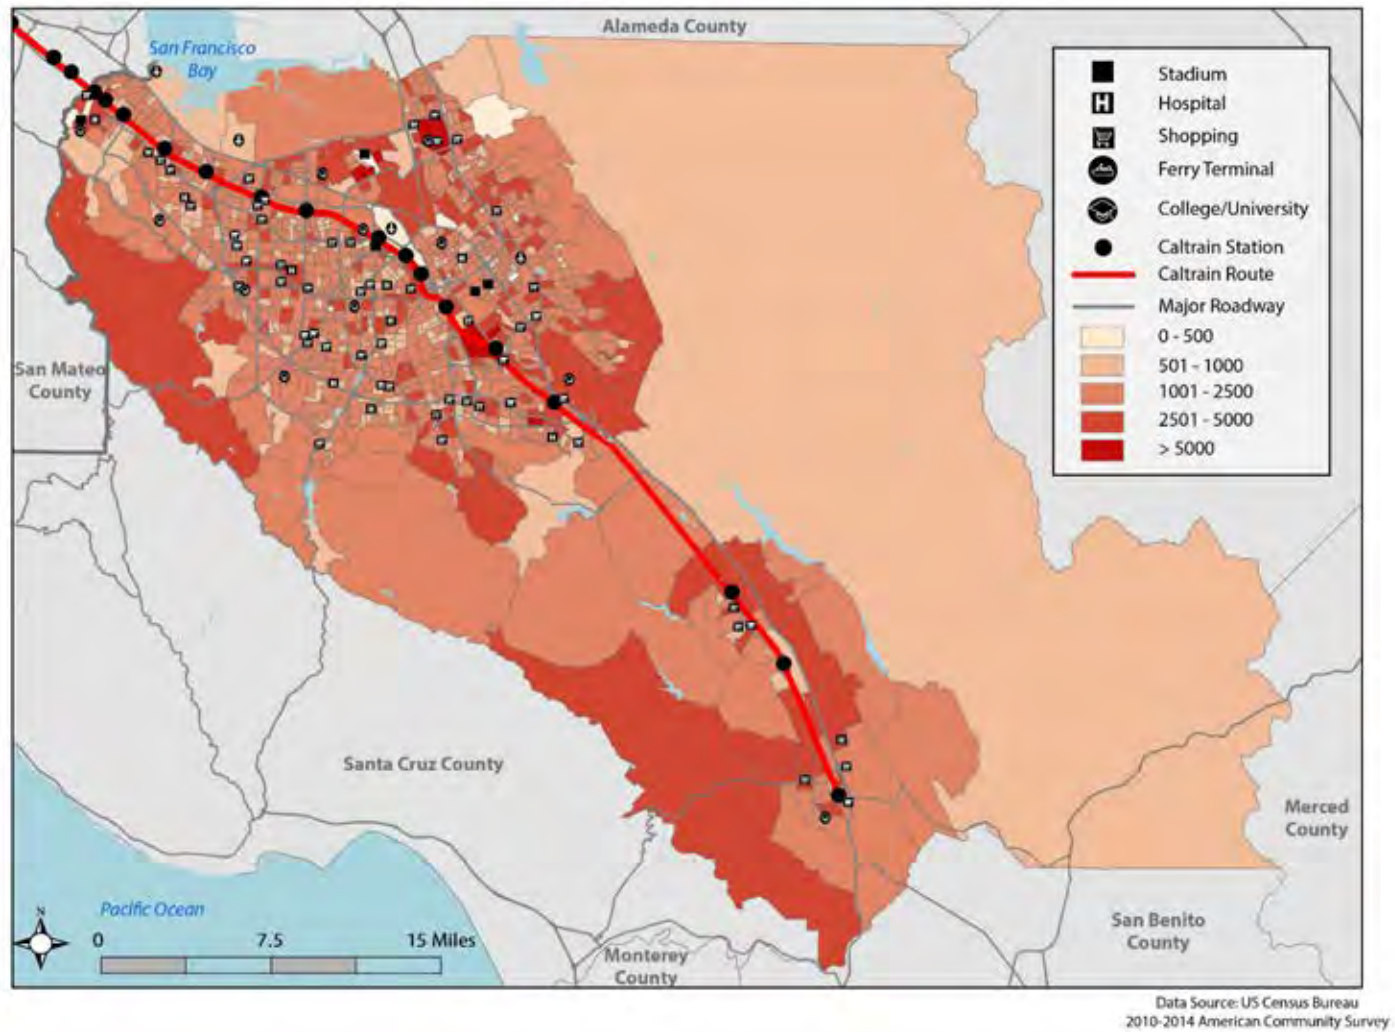 Alameda County
San Francisco
Bay
Stadium
Hospital
Shopping
Ferry Terminal
College/University
Caltrain Station
Caltrain Route
Major Roadway
0 - 500
501 - 1000
1001 - 2500
2501 - 5000
> 5000
San Mateo
County
Santa Cruz County
Merced
County
Pacific Ocean
N
0 7.5 15 Miles
San Benito
County
Monterey
County
Data Source: US Census Bureau
2010-2014 American Community Survey